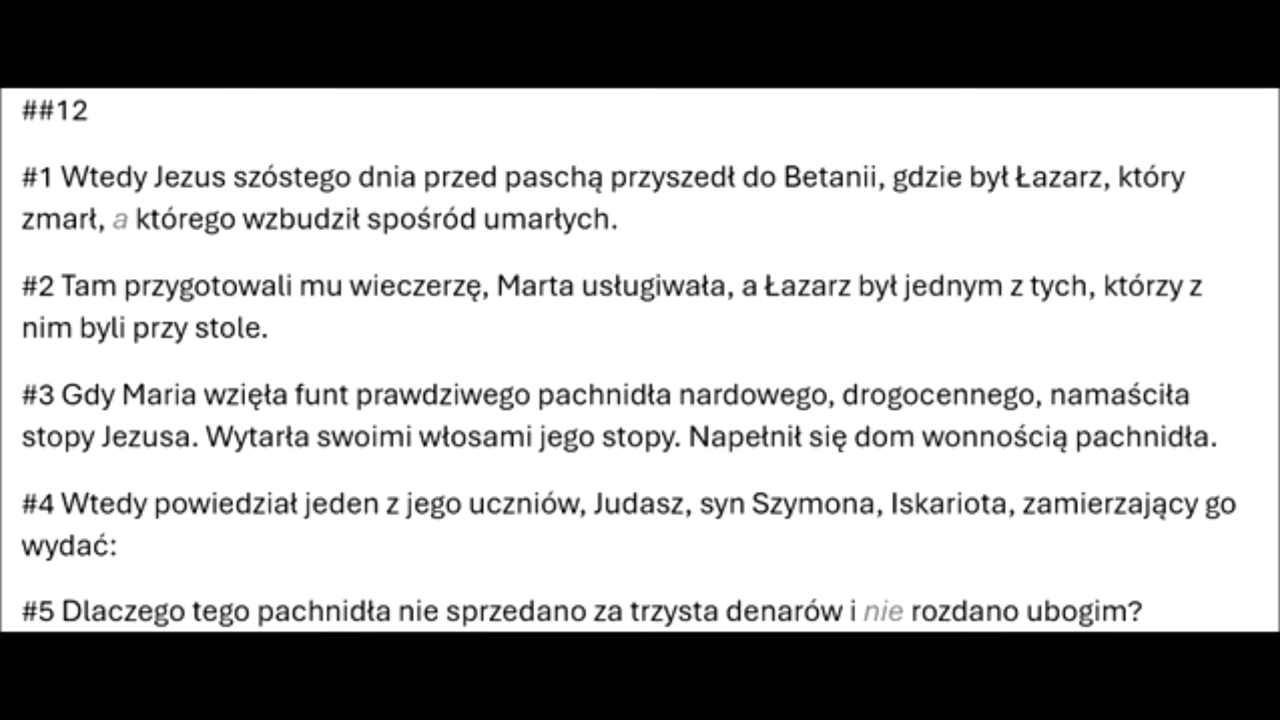 ##12
#1 Wtedy Jezus szóstego dnia przed paschą przyszedł do Betanii, gdzie był Łazarz, który
zmarł, a którego wzbudził spośród umarłych.
#2 Tam przygotowali mu wieczerzę, Marta usługiwała, a Łazarz był jednym z tych, którzy z
nim byli przy stole.
#3 Gdy Maria wzięła funt prawdziwego pachnidła nardowego, drogocennego, namaściła
stopy Jezusa. Wytarła swoimi włosami jego stopy. Napełnił się dom wonnością pachnidła.
#4 Wtedy powiedział jeden z jego uczniów, Judasz, syn Szymona, Iskariota, zamierzający go
wydać:
#5 Dlaczego tego pachnidła nie sprzedano za trzysta denarów i nie rozdano ubogim?